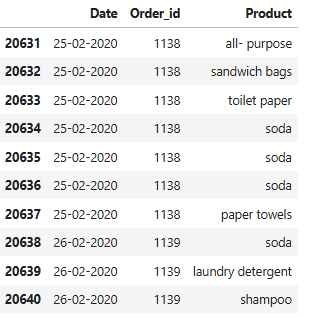 Date Order_id Product
20631 25-02-2020 1138 all- purpose
20632 25-02-2020 1138 sandwich bags
20633 25-02-2020 1138 toilet paper
20634 25-02-2020 1138 soda
20635 25-02-2020 1138 soda
20636 25-02-2020 1138 soda
20637 25-02-2020 1138 paper towels
20638 26-02-2020 1139 soda
20639 26-02-2020 1139 laundry detergent
20640 26-02-2020 1139 shampoo